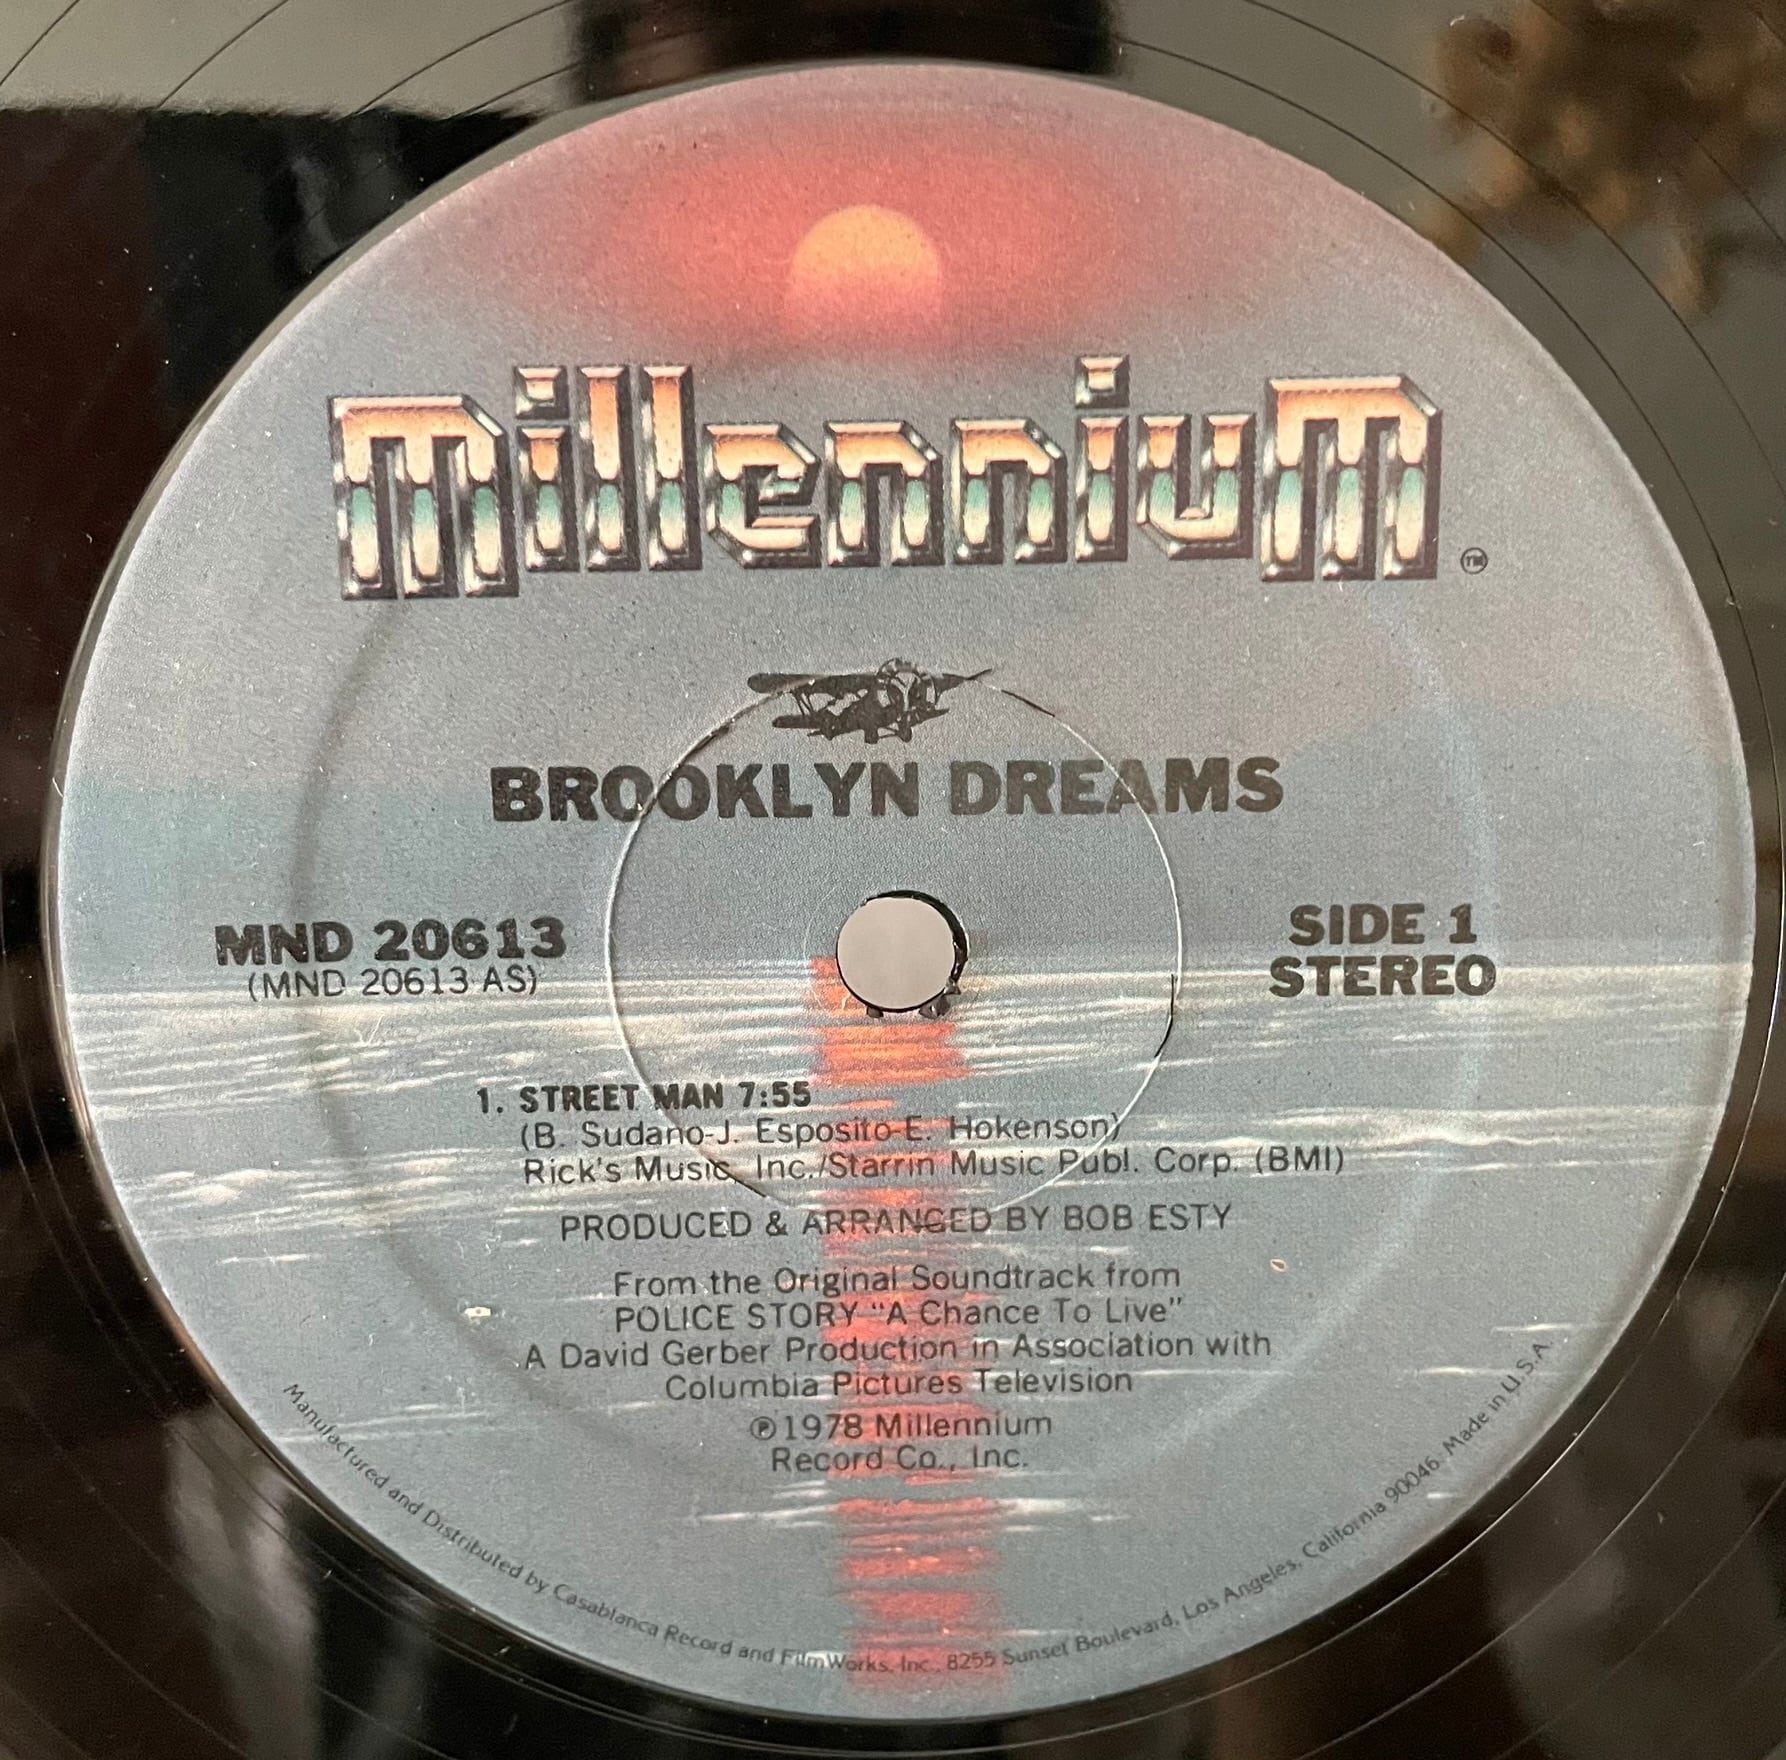 millennium
TM
BROOKLYN DREAMS
MND 20613
(MND 20613 AS)
SIDE 1
STEREO
1. STREET MAN 7:55
(B. Sudano-J. Esposito-E. Hokenson)
Rick's Music, Inc./Starrin Music Publ. Corp. (BMI)
PRODUCED & ARRANGED BY BOB ESTY
From the Original Soundtrack from
POLICE STORY "A Chance To Live"
A David Gerber Production in Association with
Columbia Pictures Television
℗1978 Millennium
Record Co., Inc.
Manufactured and Distributed by Casablanca Record and FilmWorks, Inc., 8255 Sunset Boulevard, Los Angeles, California 90046. Made in U.S.A.